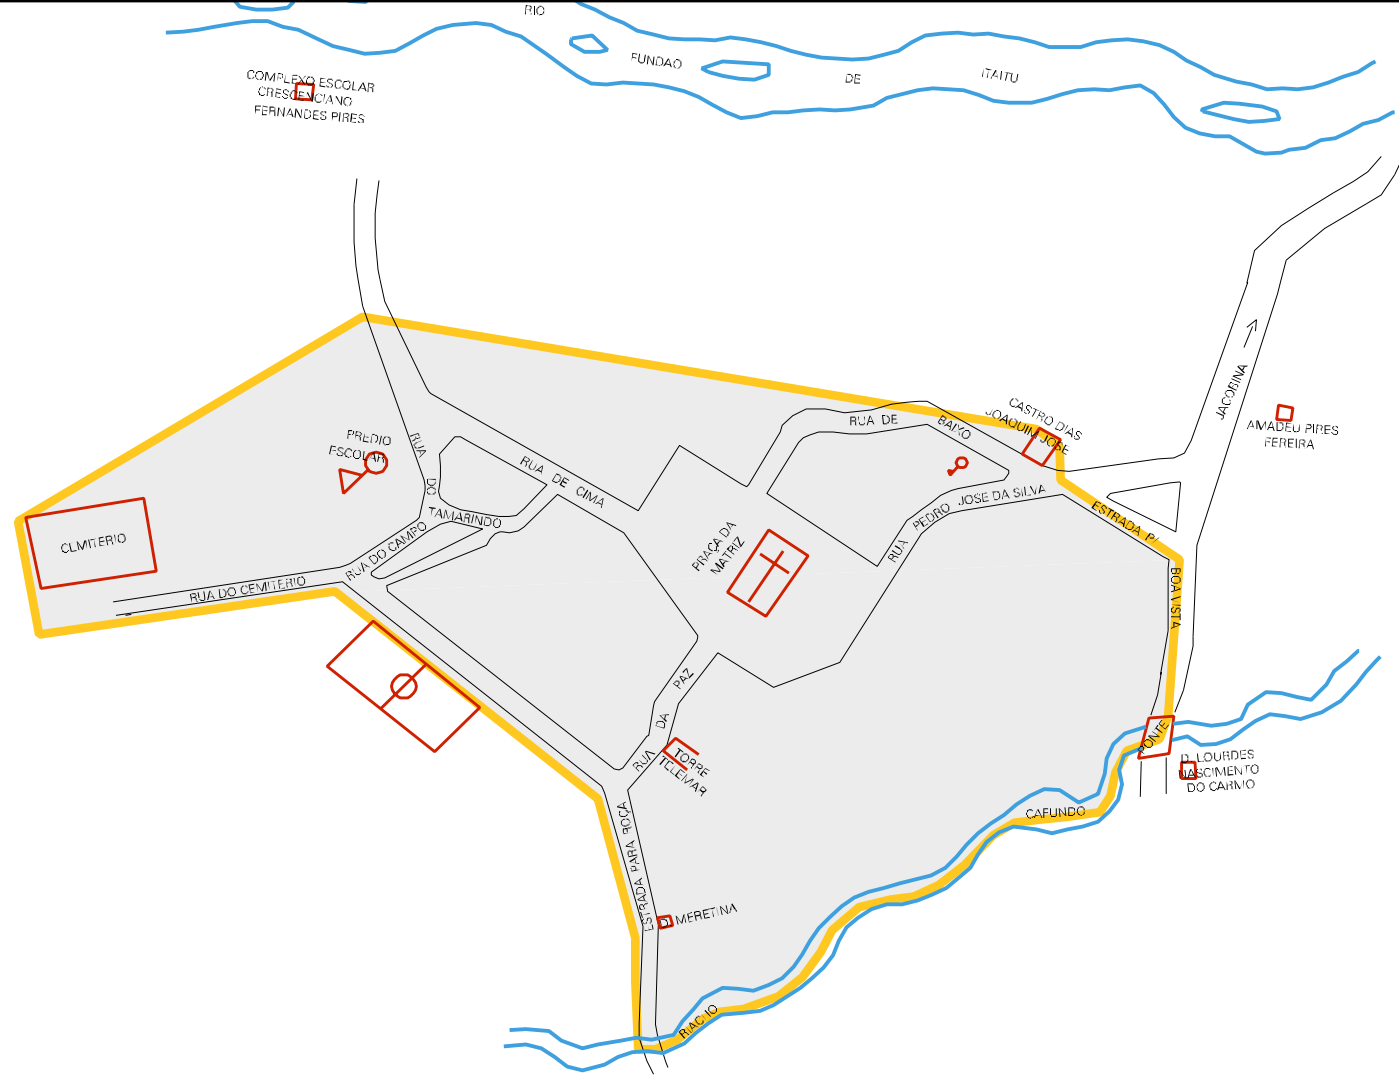 RIO
FUNDAO
DE
ITAITU
COMPLEXO ESCOLAR
CRESCENCIANO
FERNANDES PIRES
JACOBINA
AMADEU PIRES
FEREIRA
CASTRO DIAS
JOAQUIM JOSE
RUA DE
BAIXO
PREDIO
ESCOLAR
RUA
DO
TAMARINDO
RUA DE CIMA
RUA PEDRO JOSE DA SILVA
ESTRADA P/
BOA VISTA
PRAÇA DA
MATRIZ
CEMITERIO
RUA DO CAMPO
RUA DO CEMITERIO
RUA DA PAZ
TORRE
TELEMAR
PONTE
D. LOURDES
NASCIMENTO
DO CARMO
CAFUNDO
ESTRADA PARA ROÇA
D. MERETINA
RIACHO